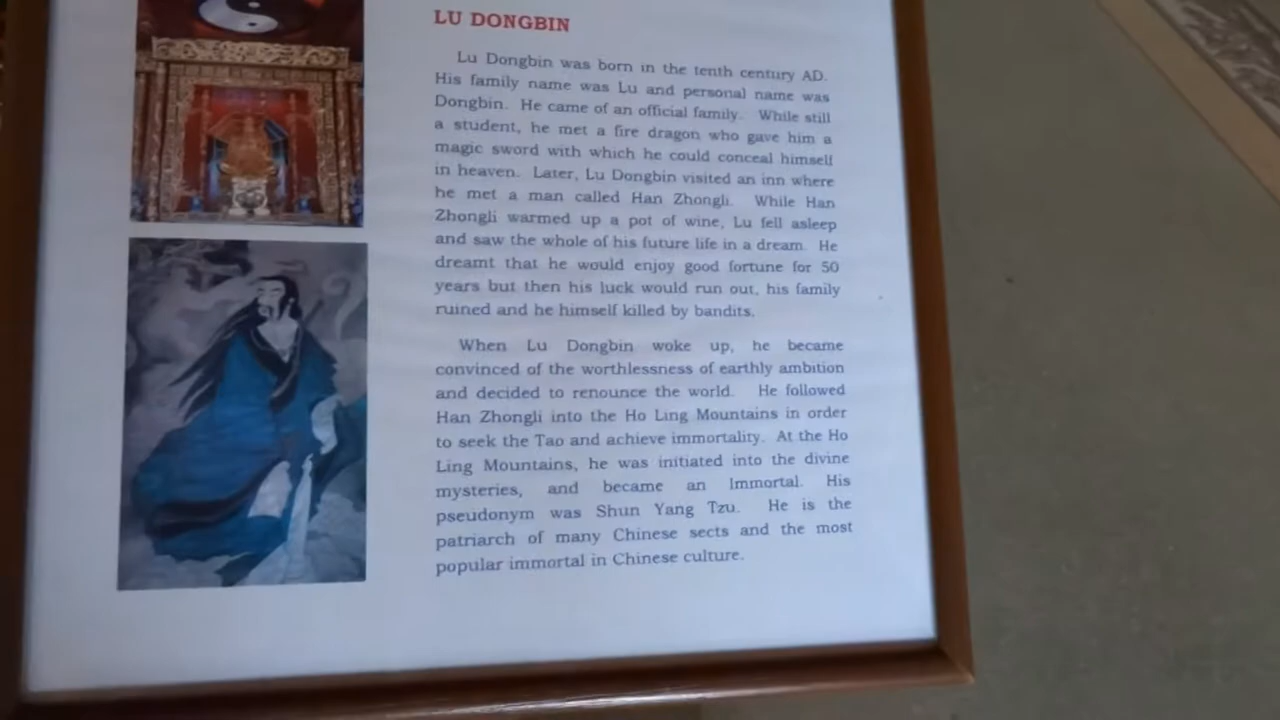 LU DONGBIN
Lu Dongbin was born in the tenth century AD.
His family name was Lu and personal name was
Dongbin. He came of an official family. While still
a student, he met a fire dragon who gave him a
magic sword with which he could conceal himself
in heaven. Later, Lu Dongbin visited an inn where
he met a man called Han Zhongli. While Han
Zhongli warmed up a pot of wine, Lu fell asleep
and saw the whole of his future life in a dream. He
dreamt that he would enjoy good fortune for 50
years but then his luck would run out, his family
ruined and he himself killed by bandits.
When Lu Dongbin woke up, he became
convinced of the worthlessness of earthly ambition
and decided to renounce the world. He followed
Han Zhongli into the Ho Ling Mountains in order
to seek the Tao and achieve immortality. At the Ho
Ling Mountains, he was initiated into the divine
mysteries, and became an Immortal. His
pseudonym was Shun Yang Tzu. He is the
patriarch of many Chinese sects and the most
popular immortal in Chinese culture.